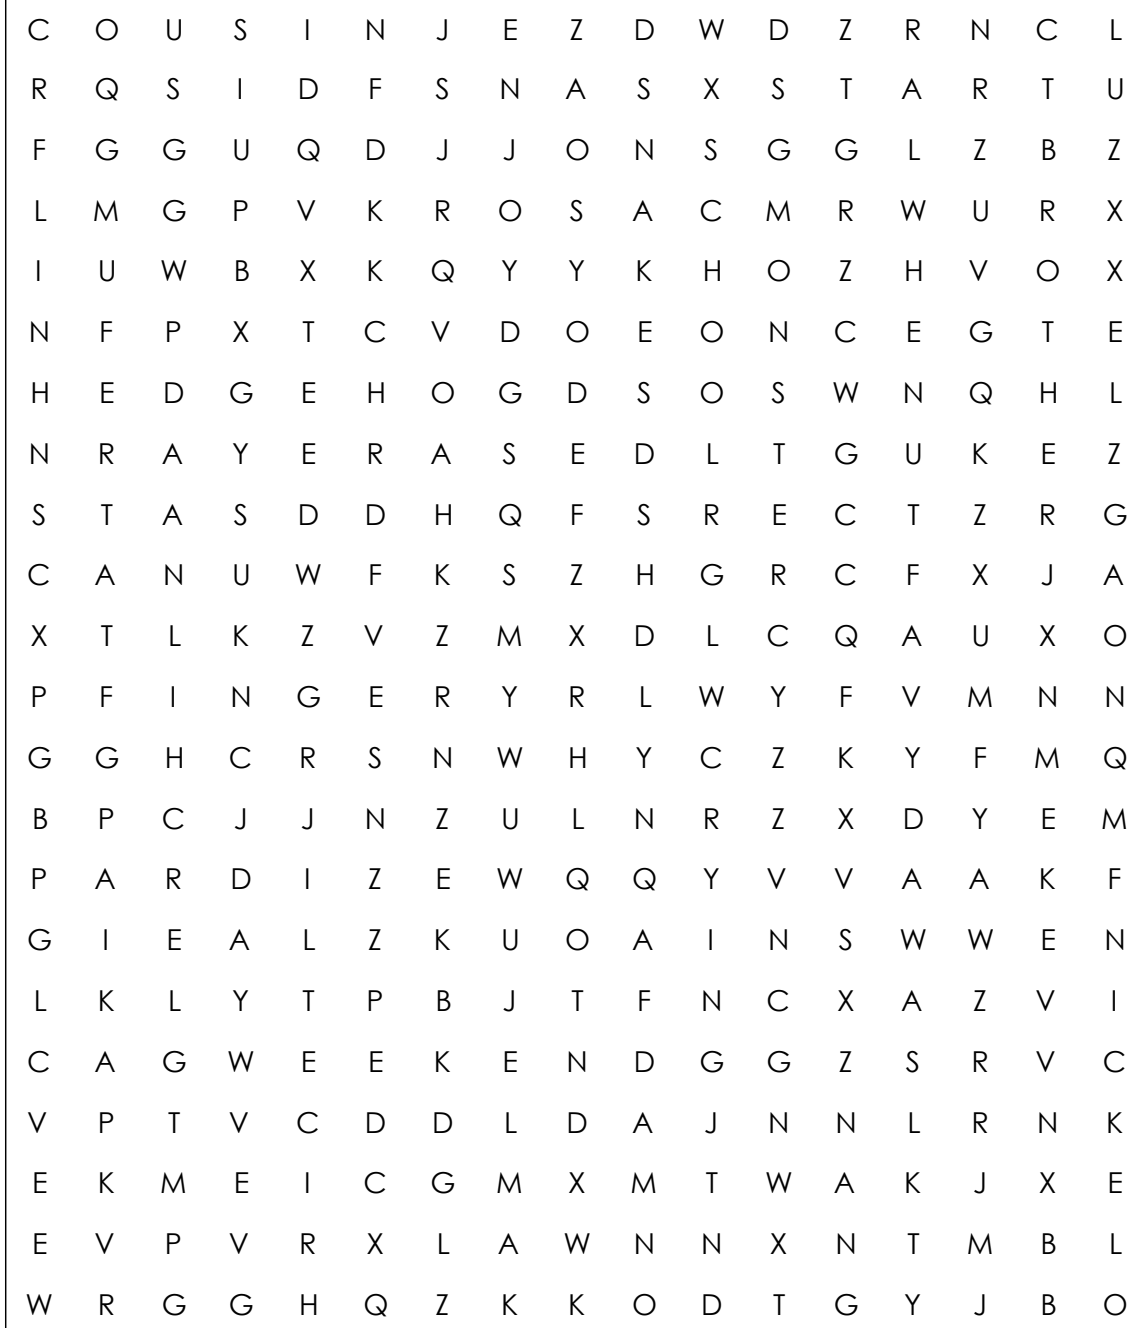 C O U S I N J E Z D W D Z R N C L
R Q S I D F S N A S X S T A R T U
F G G U Q D J J O N S G G L Z B Z
L M G P V K R O S A C M R W U R X
I U W B X K Q Y Y K H O Z H V O X
N F P X T C V D O E O N C E G T E
H E D G E H O G D S O S W N Q H L
N R A Y E R A S E D L T G U K E Z
S T A S D D H Q F S R E C T Z R G
C A N U W F K S Z H G R C F X J A
X T L K Z V Z M X D L C Q A U X O
P F I N G E R Y R L W Y F V M N N
G G H C R S N W H Y C Z K Y F M Q
B P C J J N Z U L N R Z X D Y E M
P A R D I Z E W Q Q Y V V A A K F
G I E A L Z K U O A I N S W W E N
L K L Y T P B J T F N C X A Z V I
C A G W E E K E N D G G Z S R V C
V P T V C D D L D A J N N L R N K
E K M E I C G M X M T W A K J X E
E V P V R X L A W N N X N T M B L
W R G G H Q Z K K O D T G Y J B O